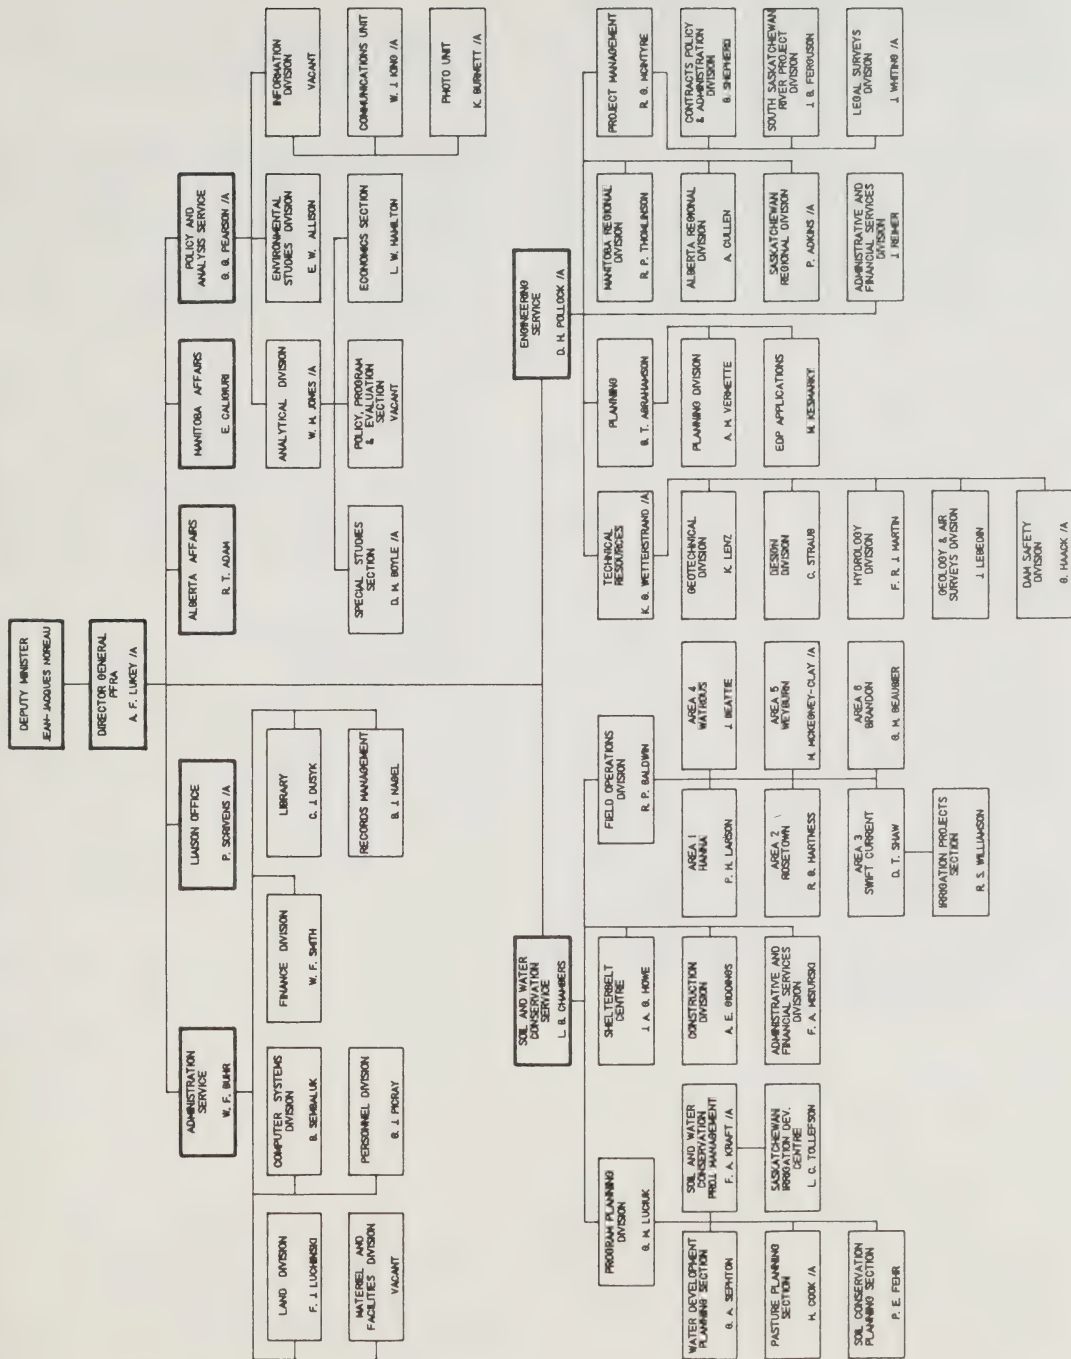 DEPUTY MINISTER
JEAN-JACQUES NOREAU
DIRECTOR GENERAL
PFRA
A. F. LUKEY /A
ADMINISTRATION
SERVICE
W. F. BUHR
LIAISON OFFICE
P. SCRIVENS /A
ALBERTA AFFAIRS
R. T. ADAM
MANITOBA AFFAIRS
E. CALIGIURI
POLICY AND
ANALYSIS SERVICE
G. G. PEARSON /A
LAND DIVISION
F. J. LUCHINSKI
COMPUTER SYSTEMS
DIVISION
B. SEMBALUK
FINANCE DIVISION
W. F. SMITH
LIBRARY
C. J. DUSYK
MATERIEL AND
FACILITIES DIVISION
VACANT
PERSONNEL DIVISION
G. J. PICRAY
RECORDS MANAGEMENT
B. J. NAGEL
ANALYTICAL DIVISION
W. M. JONES /A
ENVIRONMENTAL
STUDIES DIVISION
E. W. ALLISON
INFORMATION
DIVISION
VACANT
SPECIAL STUDIES
SECTION
D. M. BOYLE /A
POLICY, PROGRAM
& EVALUATION
SECTION
VACANT
ECONOMICS SECTION
L. W. HAMILTON
COMMUNICATIONS UNIT
W. J. KING /A
PHOTO UNIT
K. BURNETT /A
SOIL AND WATER
CONSERVATION
SERVICE
L. B. CHAMBERS
ENGINEERING
SERVICE
D. H. POLLOCK /A
PROGRAM PLANNING
DIVISION
G. M. LUCIUK
SHELTERBELT
CENTRE
J. A. G. HOWE
FIELD OPERATIONS
DIVISION
R. P. BALDWIN
WATER DEVELOPMENT
PLANNING SECTION
G. A. SEPHTON
SOIL AND WATER
CONSERVATION
PROJ. MANAGEMENT
F. A. KRAFT /A
CONSTRUCTION
DIVISION
A. E. GIDDINGS
AREA 1
HANNA
P. H. LARSON
AREA 4
WATROUS
J. BEATTIE
PASTURE PLANNING
SECTION
H. COOK /A
SASKATCHEWAN
IRRIGATION DEV.
CENTRE
L. C. TOLLEFSON
ADMINISTRATIVE AND
FINANCIAL SERVICES
DIVISION
F. A. MISIURSKI
AREA 2
ROSETOWN
R. G. HARTNESS
AREA 5
WEYBURN
M. MCKEGNEY-CLAY /A
SOIL CONSERVATION
PLANNING SECTION
P. E. FEHR
AREA 3
SWIFT CURRENT
D. T. SHAW
AREA 6
BRANDON
G. M. BEAUBIER
IRRIGATION PROJECTS
SECTION
R. S. WILLIAMSON
TECHNICAL
RESOURCES
K. G. WETTERSTRAND /A
PLANNING
G. T. ABRAHAMSON
MANITOBA REGIONAL
DIVISION
R. P. THOMLINSON
PROJECT MANAGEMENT
R. G. MCINTYRE
GEOTECHNICAL
DIVISION
K. LENZ
PLANNING DIVISION
A. M. VERMETTE
ALBERTA REGIONAL
DIVISION
A. CULLEN
CONTRACTS POLICY
& ADMINISTRATION
DIVISION
G. SHEPHERD
DESIGN
DIVISION
C. STRAUB
EDP APPLICATIONS
M. KESMARKY
SASKATCHEWAN
REGIONAL DIVISION
P. ADKINS /A
SOUTH SASKATCHEWAN
RIVER PROJECT
DIVISION
J. B. FERGUSON
HYDROLOGY
DIVISION
F. R. J. MARTIN
ADMINISTRATIVE AND
FINANCIAL SERVICES
DIVISION
J. REIMER
LEGAL SURVEYS
DIVISION
J. WHITING /A
GEOLOGY & AIR
SURVEYS DIVISION
J. LEBEDIN
DAM SAFETY
DIVISION
G. HAACK /A